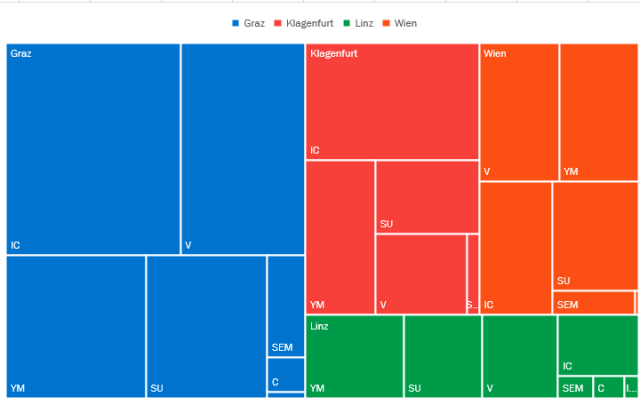 Graz Klagenfurt Linz Wien
Graz
IC
V
YM
SU
SEM
C
Klagenfurt
IC
YM
SU
V
S...
Wien
V
YM
IC
SU
SEM
Linz
YM
SU
V
IC
SEM
C
I...